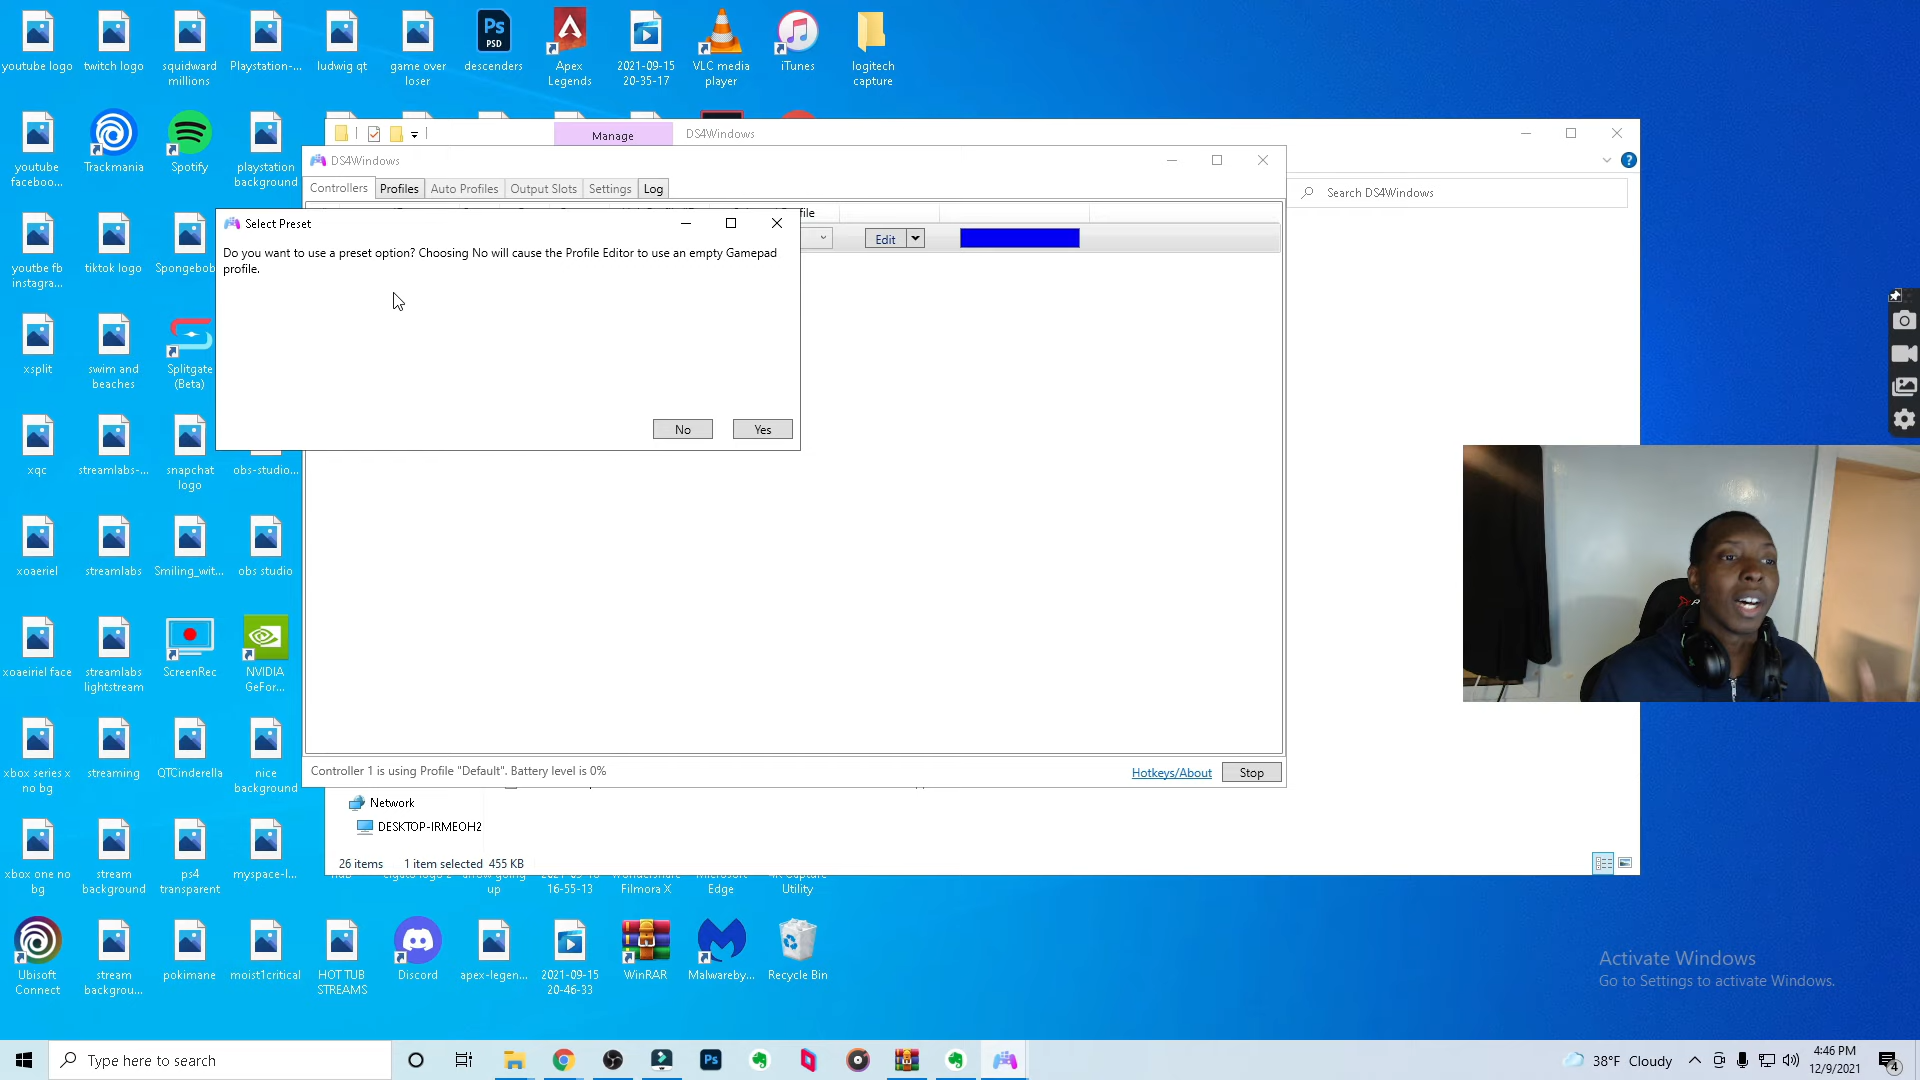 youtube logo
twitch logo
squidward
millions
Playstation-...
ludwig qt
game over
loser
Ps
PSD
descenders
Apex
Legends
2021-09-15
20-35-17
VLC media
player
iTunes
logitech
capture
youtube
faceboo...
Trackmania
Spotify
playstation
background
youtbe fb
instagra...
tiktok logo
Spongebob
xsplit
swim and
beaches
Splitgate
(Beta)
xqc
streamlabs-...
snapchat
logo
obs-studio...
xoaeriel
streamlabs
Smiling_wit...
obs studio
xoaeiriel face
streamlabs
lightstream
ScreenRec
NVIDIA
GeFor...
xbox series x
no bg
streaming
QTCinderella
nice
background
xbox one no
bg
stream
background
ps4
transparent
myspace-l...
up
16-55-13
Filmora X
Edge
Utility
Ubisoft
Connect
stream
backgrou...
pokimane
moist1critical
HOT TUB
STREAMS
Discord
apex-legen...
2021-09-15
20-46-33
WinRAR
Malwareby...
Recycle Bin
Manage
DS4Windows
Search DS4Windows
DS4Windows
Controllers
Profiles
Auto Profiles
Output Slots
Settings
Log
file
Edit
Select Preset
Do you want to use a preset option? Choosing No will cause the Profile Editor to use an empty Gamepad
profile.
No
Yes
Controller 1 is using Profile "Default". Battery level is 0%
Hotkeys/About
Stop
Network
DESKTOP-IRMEOH2
26 items
1 item selected 455 KB
Activate Windows
Go to Settings to activate Windows.
Type here to search
Ps
38°F Cloudy
4:46 PM
12/9/2021
4